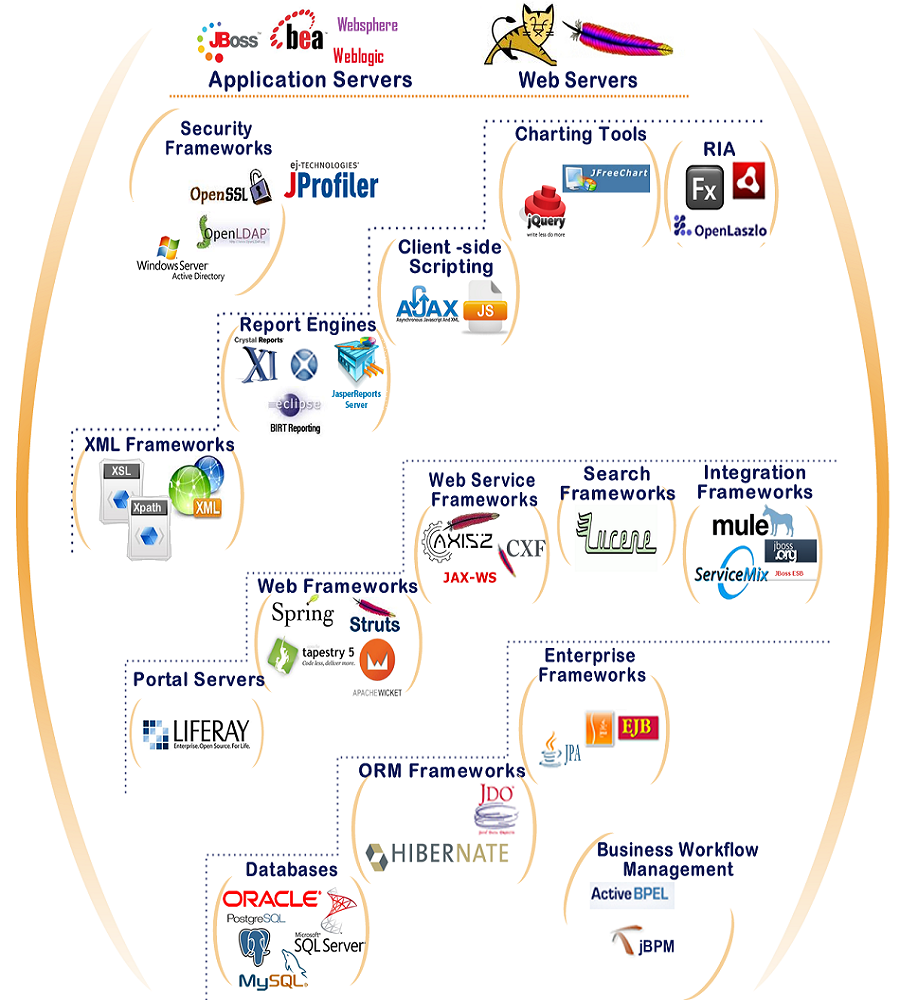 JBoss
bea
Websphere
Weblogic
Application Servers
Web Servers
Security
Frameworks
OpenSSL
ej-TECHNOLOGIES'
JProfiler
OpenLDAP
Windows Server
Active Directory
Charting Tools
JFreeChart
jQuery
write less do more
RIA
Fx
OpenLaszlo
Client -side
Scripting
AJAX
Asynchronous Javascript And XML
JS
Report Engines
Crystal Reports
XI
JasperReports
Server
eclipse
BIRT Reporting
XML Frameworks
XSL
Xpath
XML
Web Service
Frameworks
AXIS2
CXF
JAX-WS
Search
Frameworks
Lucene
Integration
Frameworks
mule
jboss
.org
ServiceMix
JBoss ESB
Web Frameworks
Spring
Struts
tapestry 5
Code less, deliver more.
APACHE WICKET
Portal Servers
LIFERAY
Enterprise. Open Source. For Life.
Enterprise
Frameworks
EJB
JPA
ORM Frameworks
JDO
HIBERNATE
Databases
ORACLE
PostgreSQL
Microsoft
SQL Server
MySQL
Business Workflow
Management
Active BPEL
jBPM